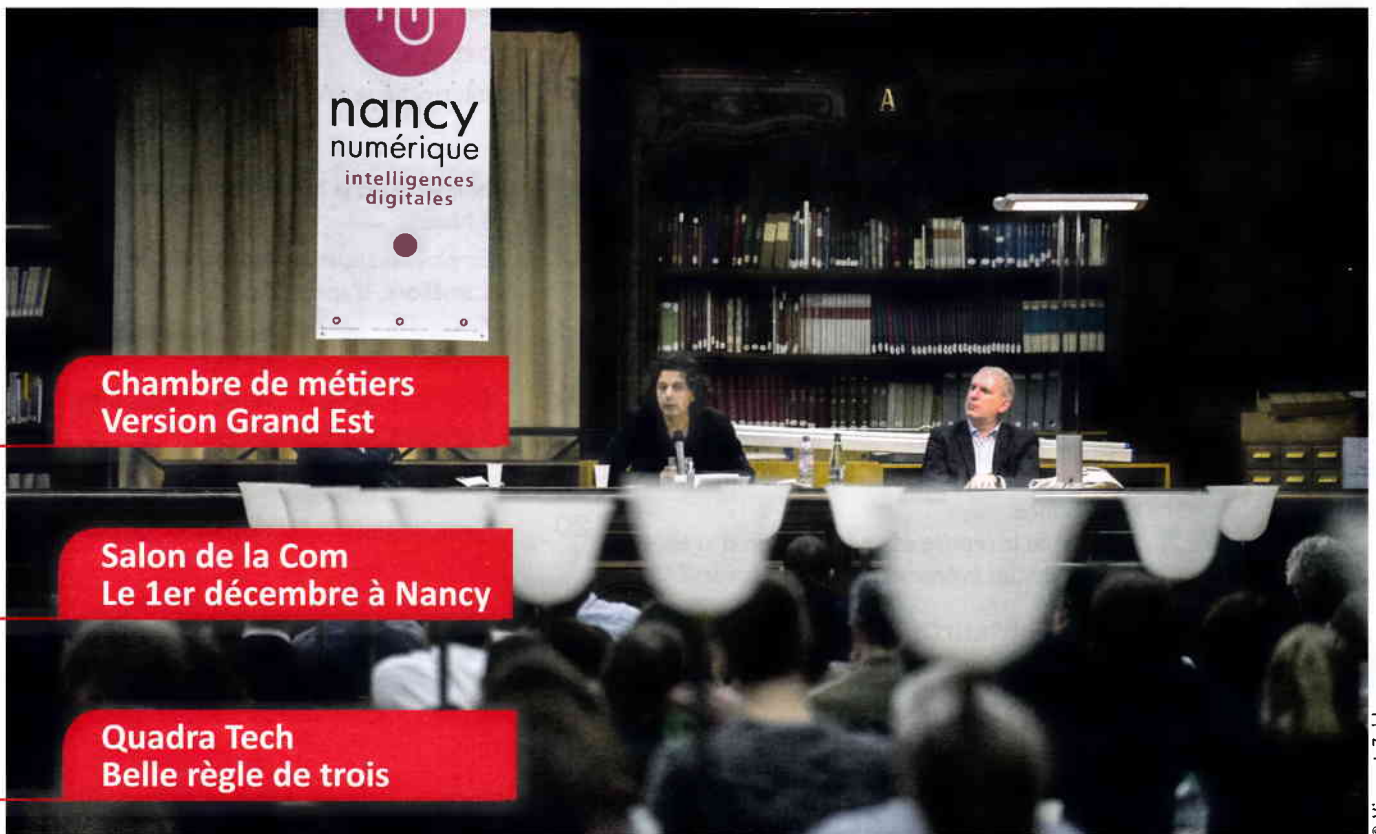 nancy
numérique
intelligences
digitales
A
Chambre de métiers
Version Grand Est
Salon de la Com
Le 1er décembre à Nancy
Quadra Tech
Belle règle de trois